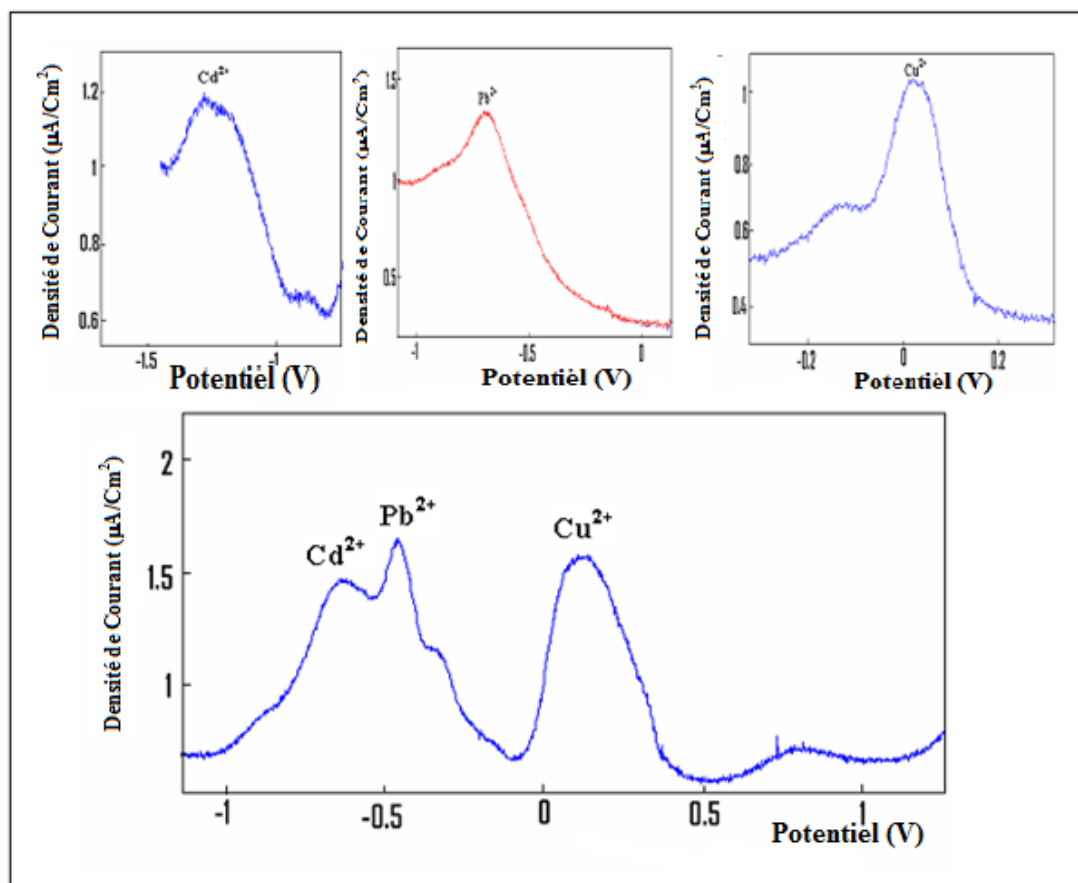 Densité de Courant (µA/Cm²)
1.2
1
0.8
0.6
Cd²⁺
-1.5
-1
Potentiel (V)
Densité de Courant (µA/Cm²)
1.5
1
0.5
-1
-0.5
0
Potentiel (V)
Densité de Courant (µA/Cm²)
1
0.8
0.6
0.4
Cu²⁺
-0.2
0
0.2
Potentiel (V)
Densité de Courant (µA/Cm²)
2
1.5
1
Cd²⁺
Pb²⁺
Cu²⁺
-1
-0.5
0
0.5
1
Potentiel (V)